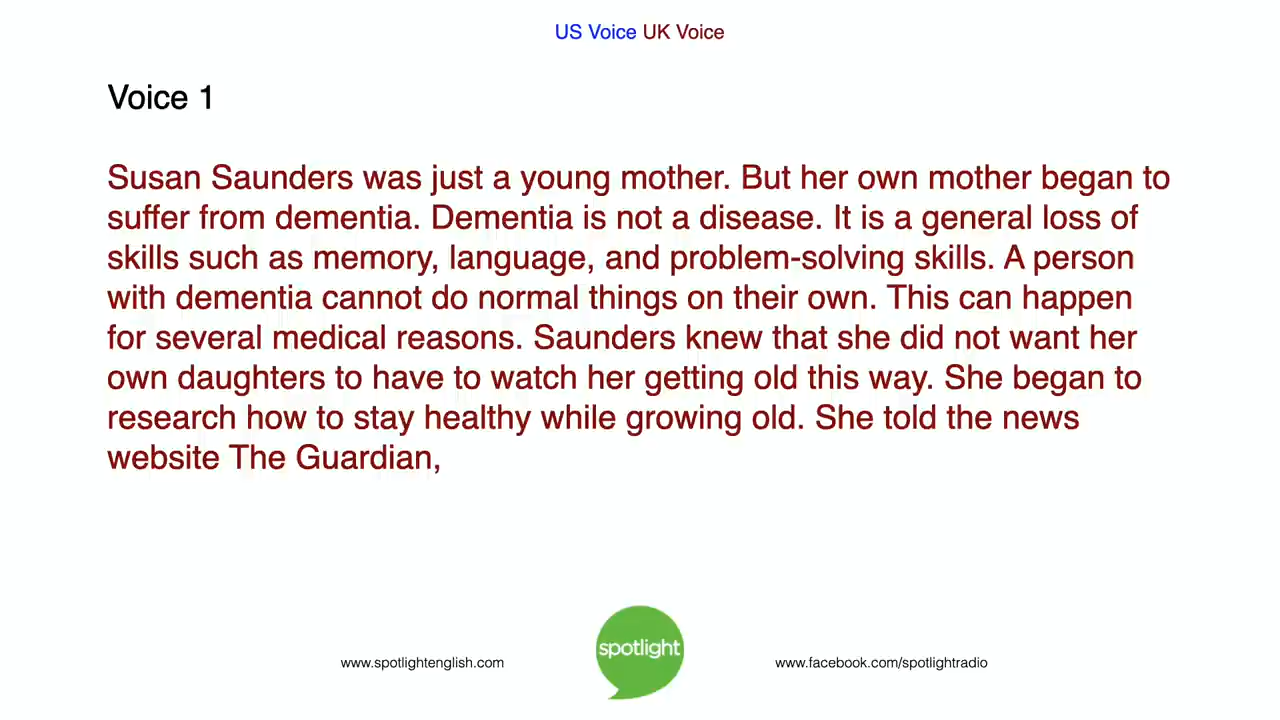 US Voice UK Voice
Voice 1
Susan Saunders was just a young mother. But her own mother began to
suffer from dementia. Dementia is not a disease. It is a general loss of
skills such as memory, language, and problem-solving skills. A person
with dementia cannot do normal things on their own. This can happen
for several medical reasons. Saunders knew that she did not want her
own daughters to have to watch her getting old this way. She began to
research how to stay healthy while growing old. She told the news
website The Guardian,
www.spotlightenglish.com
spotlight
www.facebook.com/spotlightradio